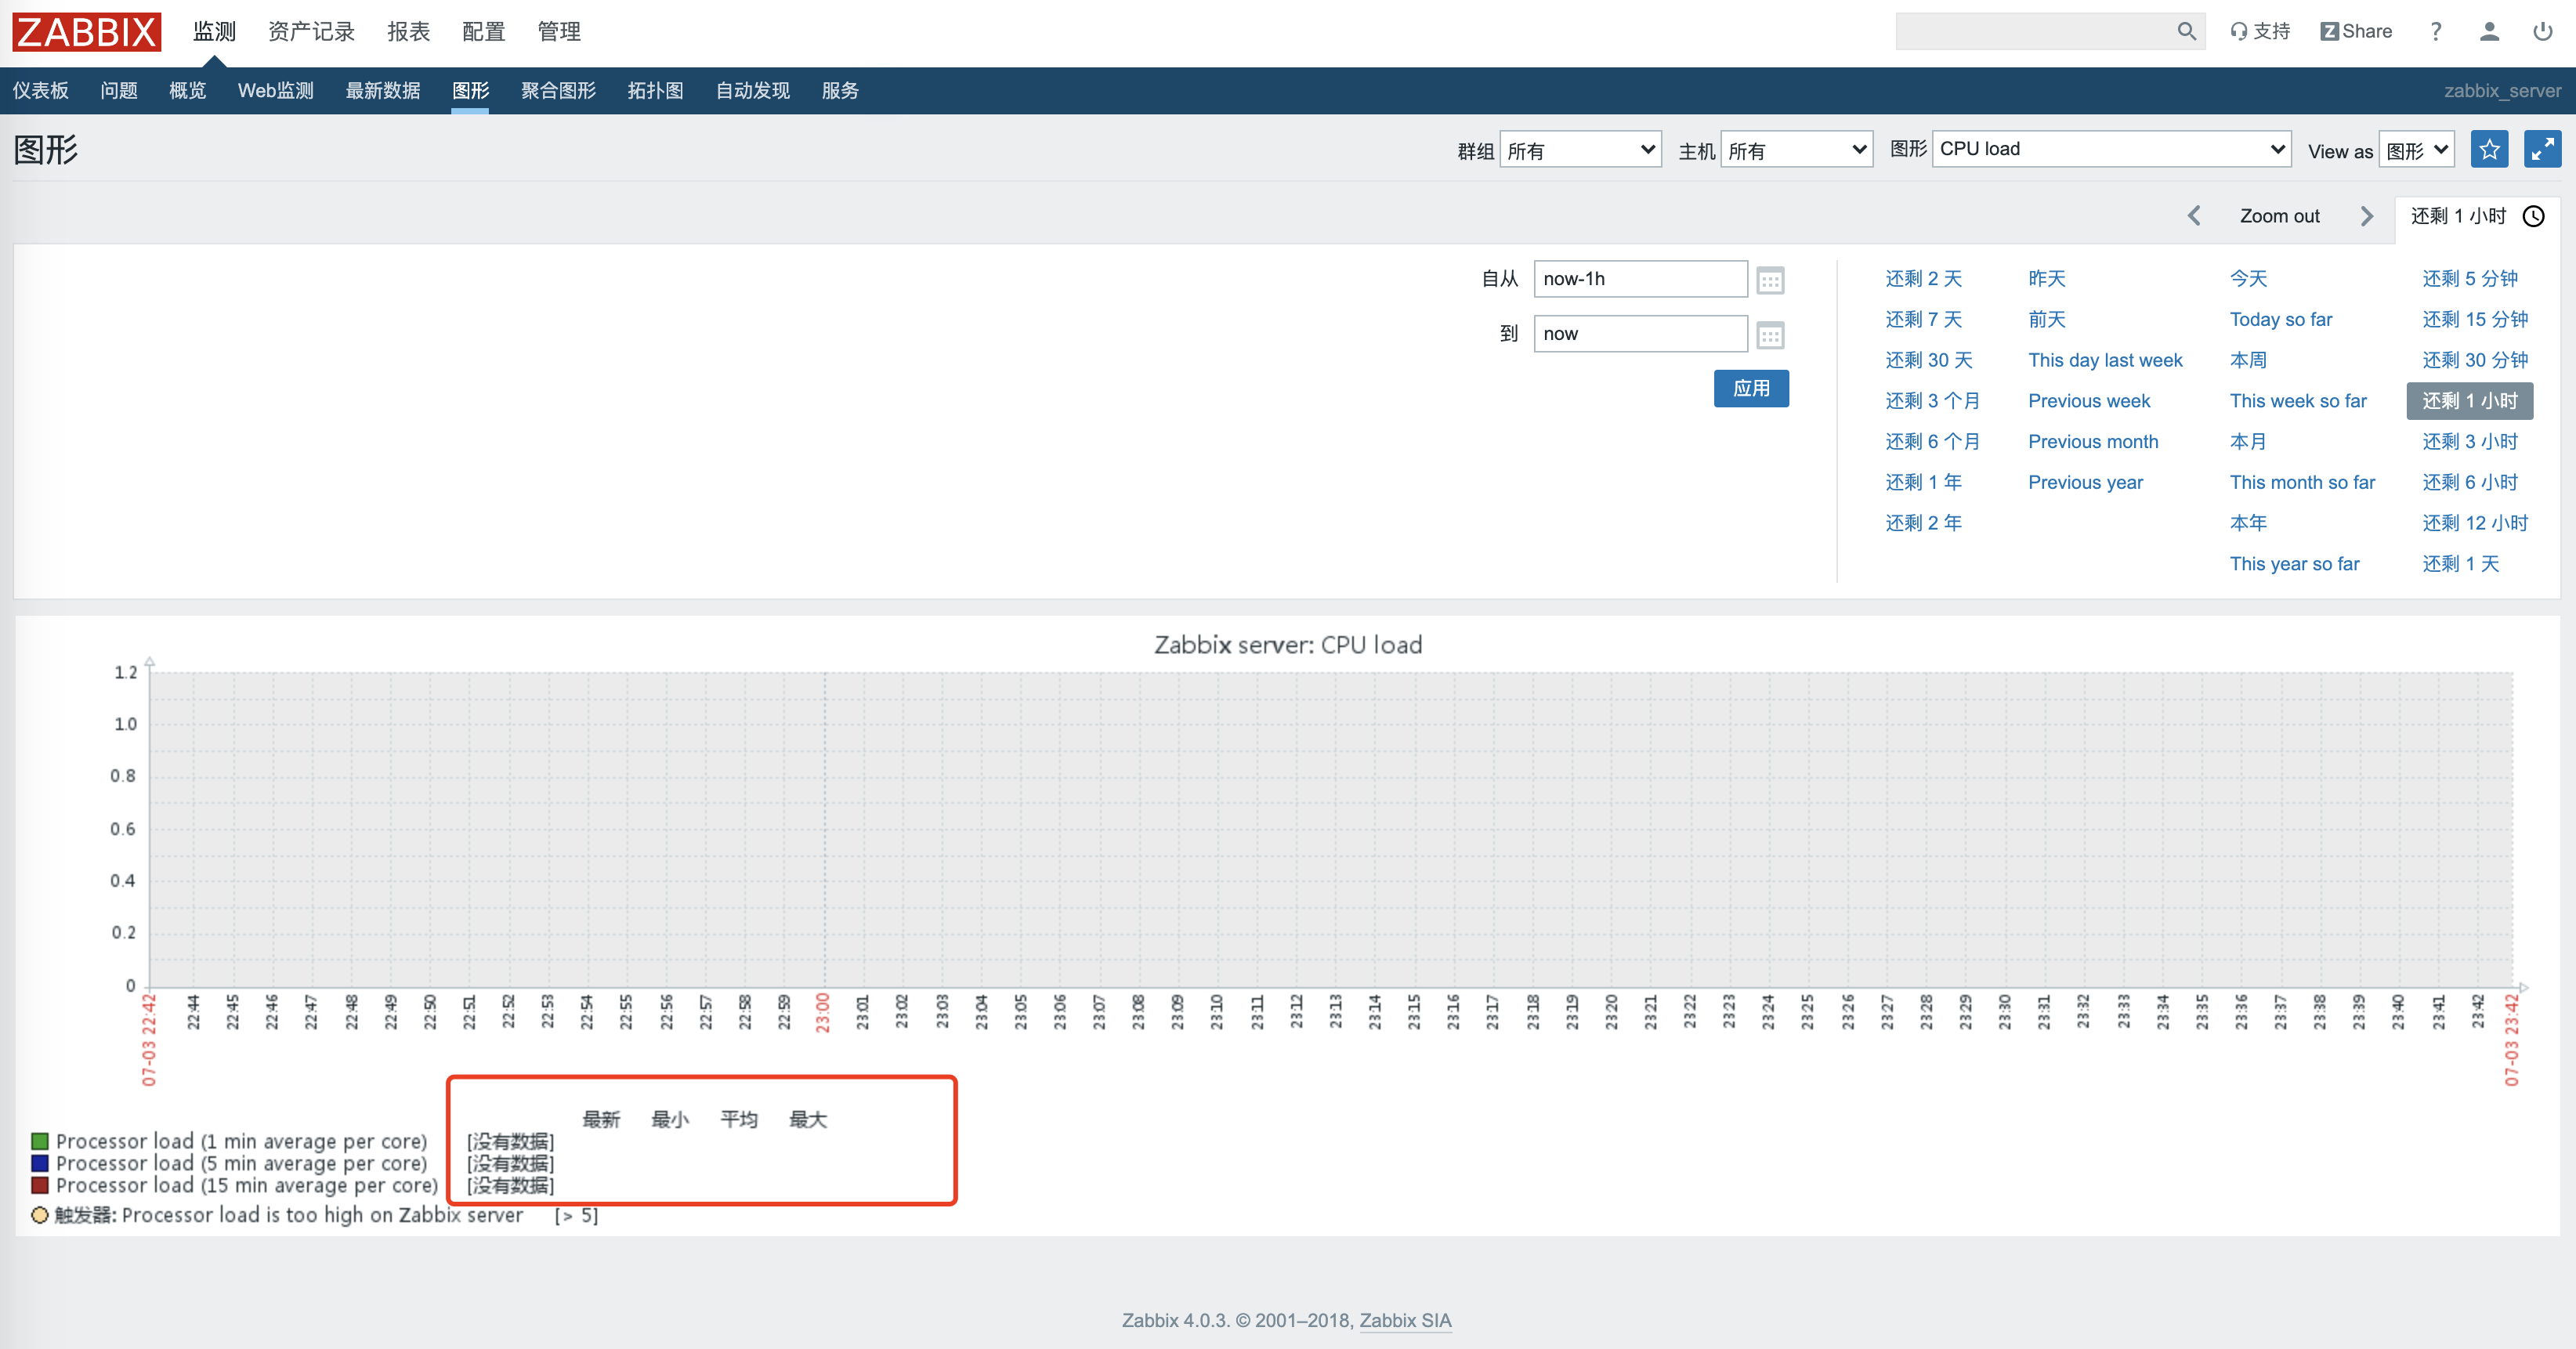 ZABBIX 监测 资产记录 报表 配置 管理 支持 Z Share ?
仪表板 问题 概览 Web监测 最新数据 图形 聚合图形 拓扑图 自动发现 服务 zabbix_server
图形 群组 所有 主机 所有 图形 CPU load View as 图形
Zoom out 还剩 1 小时
自从 now-1h 还剩 2 天 昨天 今天 还剩 5 分钟
到 now 还剩 7 天 前天 Today so far 还剩 15 分钟
还剩 30 天 This day last week 本周 还剩 30 分钟
应用 还剩 3 个月 Previous week This week so far 还剩 1 小时
还剩 6 个月 Previous month 本月 还剩 3 小时
还剩 1 年 Previous year This month so far 还剩 6 小时
还剩 2 年 本年 还剩 12 小时
This year so far 还剩 1 天
Zabbix server: CPU load
1.2
1.0
0.8
0.6
0.4
0.2
0
07-03 22:42 22:44 22:45 22:46 22:47 22:48 22:49 22:50 22:51 22:52 22:53 22:54 22:55 22:56 22:57 22:58 22:59 23:00 23:01 23:02 23:03 23:04 23:05 23:06 23:07 23:08 23:09 23:10 23:11 23:12 23:13 23:14 23:15 23:16 23:17 23:18 23:19 23:20 23:21 23:22 23:23 23:24 23:25 23:26 23:27 23:28 23:29 23:30 23:31 23:32 23:33 23:34 23:35 23:36 23:37 23:38 23:39 23:40 23:41 23:42 07-03 23:42
最新 最小 平均 最大
Processor load (1 min average per core) [没有数据]
Processor load (5 min average per core) [没有数据]
Processor load (15 min average per core) [没有数据]
触发器: Processor load is too high on Zabbix server [> 5]
Zabbix 4.0.3. © 2001–2018, Zabbix SIA